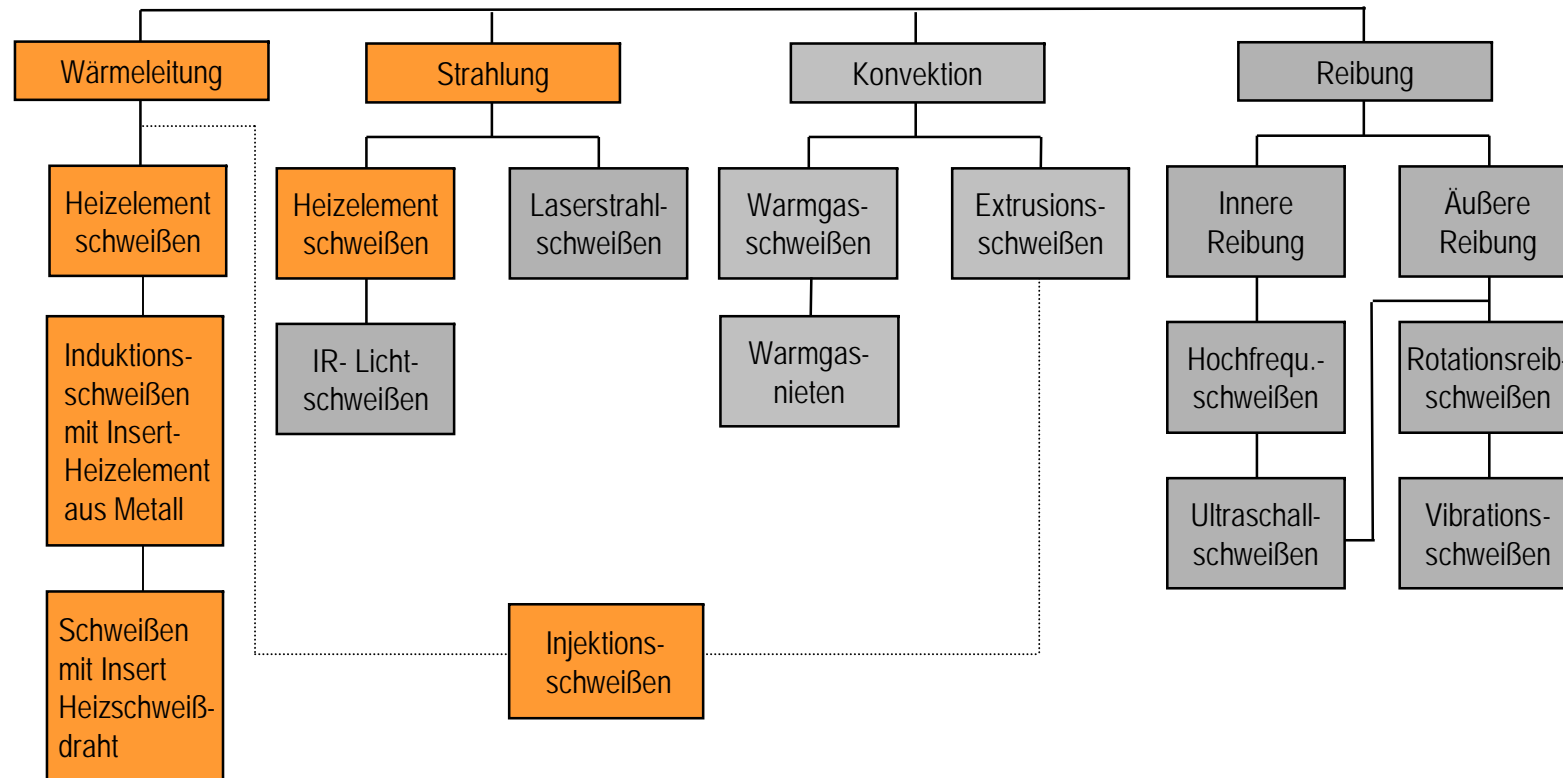 Wärmeleitung
Strahlung
Konvektion
Reibung
Heizelement
schweißen
Heizelement
schweißen
Laserstrahl-
schweißen
Warmgas-
schweißen
Extrusions-
schweißen
Innere
Reibung
Äußere
Reibung
Induktions-
schweißen
mit Insert-
Heizelement
aus Metall
IR- Licht-
schweißen
Warmgas-
nieten
Hochfrequ.-
schweißen
Rotationsreib-
schweißen
Ultraschall-
schweißen
Vibrations-
schweißen
Schweißen
mit Insert
Heizschweiß-
draht
Injektions-
schweißen